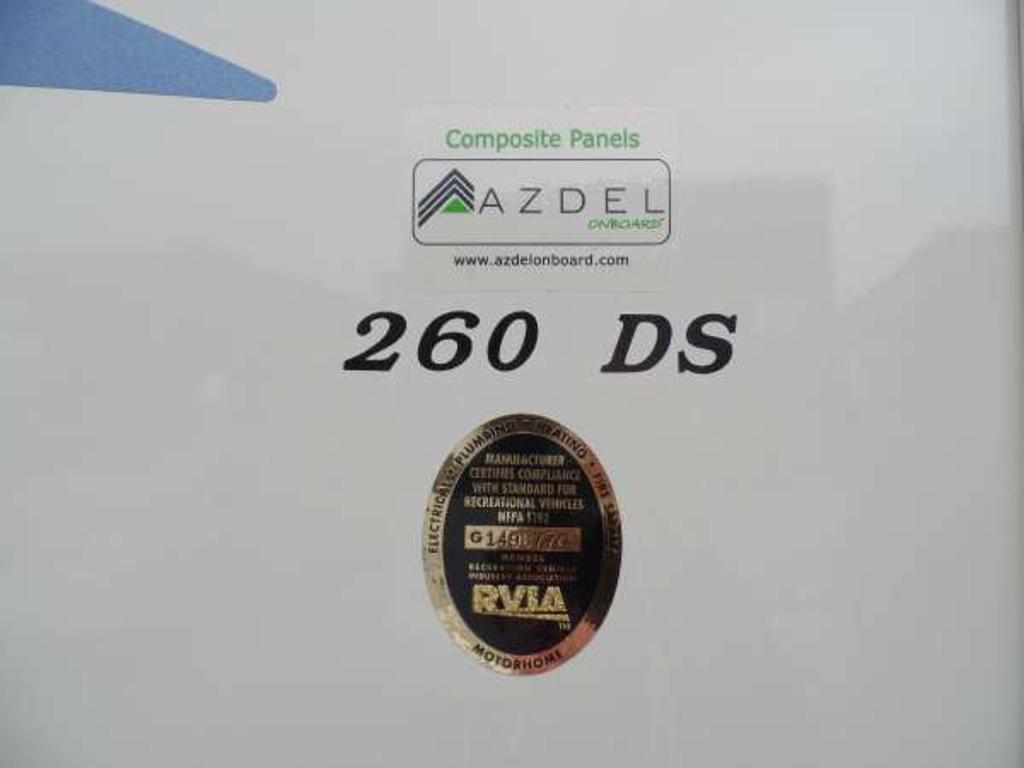 Composite Panels
AZDEL
ONBOARD
www.azdelonboard.com
260 DS
ELECTRICAL • PLUMBING • HEATING • FIRE SAFETY
MANUFACTURER
CERTIFIES COMPLIANCE
WITH STANDARD FOR
RECREATIONAL VEHICLES
NFPA 1192
MEMBER
RECREATION VEHICLE
INDUSTRY ASSOCIATION
RVIA
TM
MOTORHOME